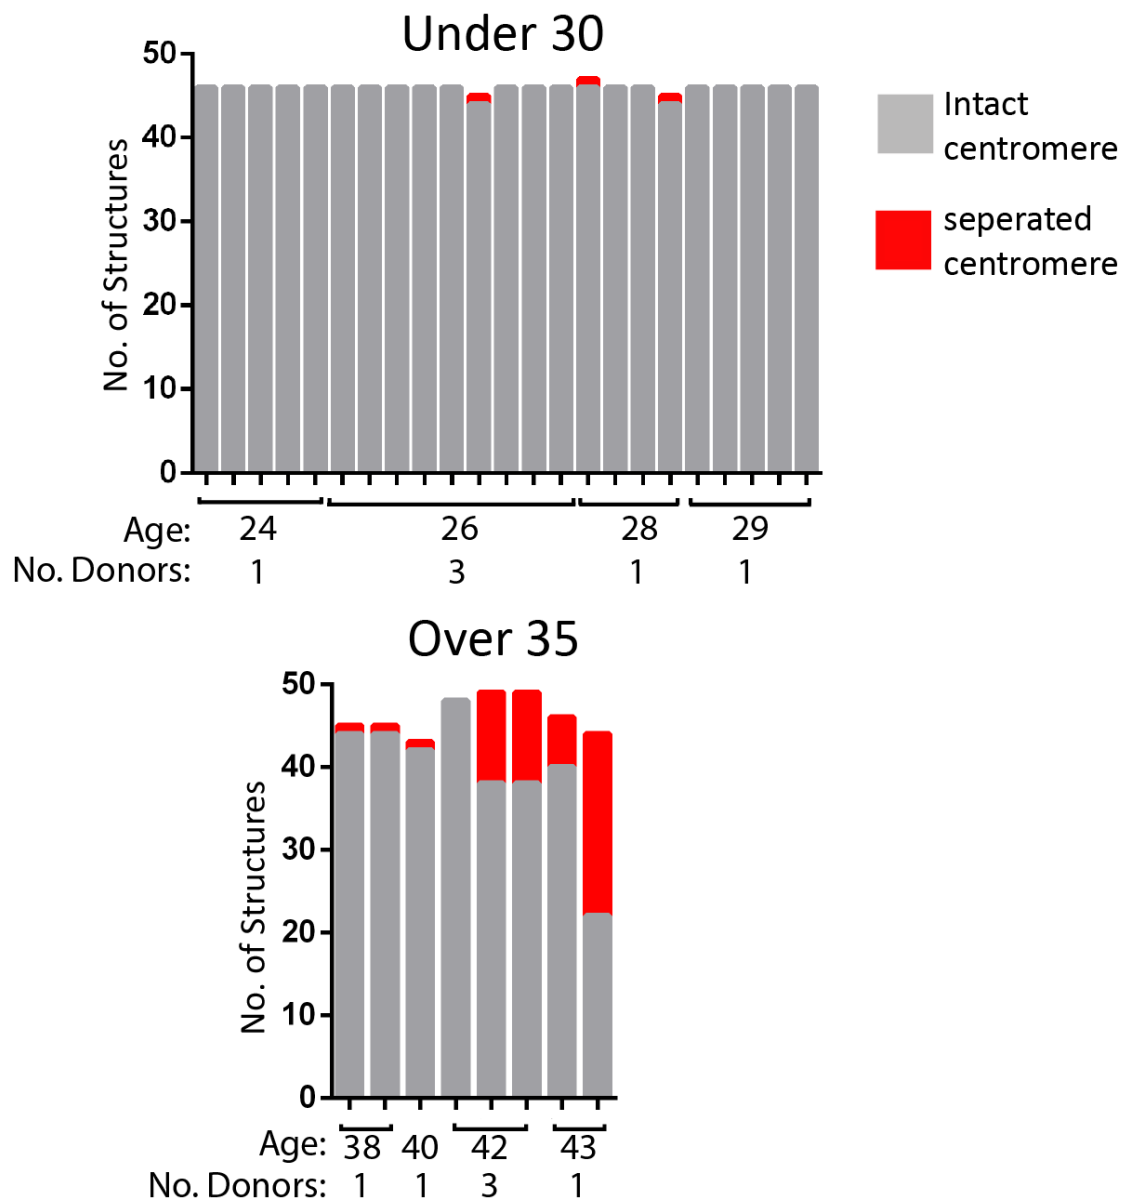 Under 30
50
40
30
20
10
0
No. of Structures
Intact
centromere
seperated
centromere
Age: 24 26 28 29
No. Donors: 1 3 1 1
Over 35
50
40
30
20
10
0
No. of Structures
Age: 38 40 42 43
No. Donors: 1 1 3 1